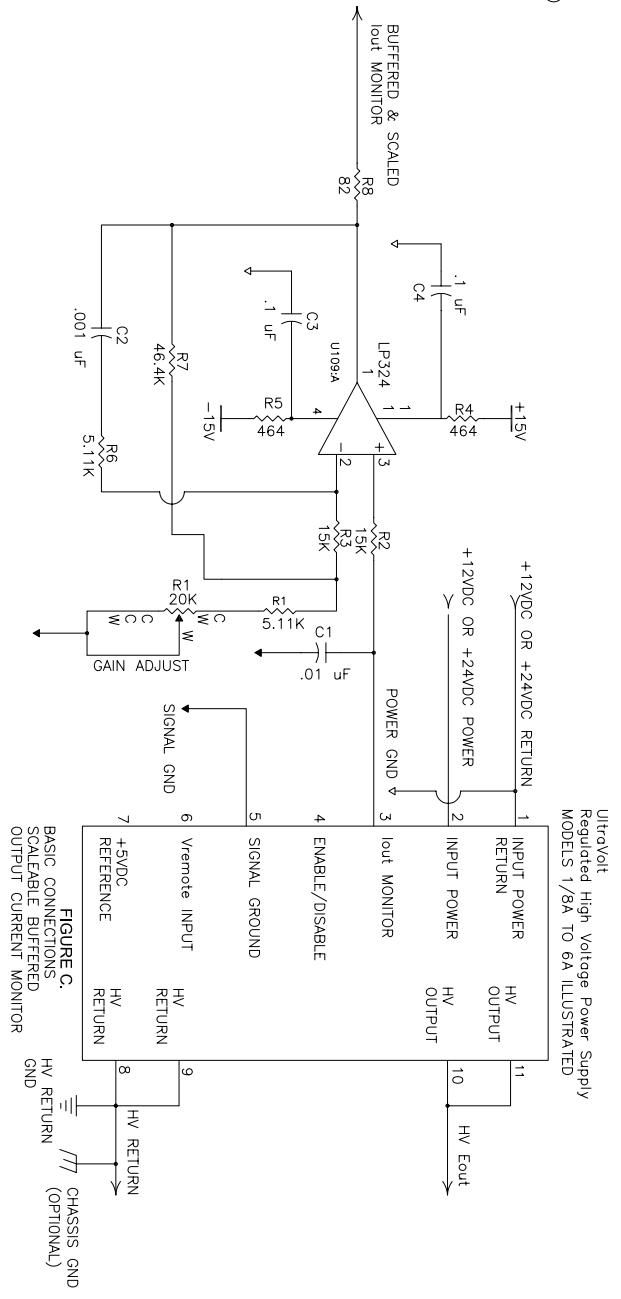 UltraVolt
Regulated High Voltage Power Supply
MODELS 1/8A TO 6A ILLUSTRATED
+12VDC OR +24VDC RETURN
+12VDC OR +24VDC POWER
POWER GND
SIGNAL GND
1 INPUT POWER
RETURN
2 INPUT POWER
3 Iout MONITOR
4 ENABLE/DISABLE
5 SIGNAL GROUND
6 Vremote INPUT
7 +5VDC
REFERENCE
HV
OUTPUT
11
HV
OUTPUT
10
HV
RETURN
9
HV
RETURN
8
HV Eout
HV RETURN
HV RETURN
GND
CHASSIS GND
(OPTIONAL)
+15V
R4
464
.1 uF
C4
LP324
U109:A
1
11
4
+ 3
- 2
R5
464
-15V
C3
.1 uF
R2
15K
R3
15K
C1
.01 uF
R1
5.11K
R1
20K
CW
W
CCW
GAIN ADJUST
R8
82
BUFFERED & SCALED
Iout MONITOR
R7
46.4K
C2
.001 uF
R6
5.11K
FIGURE C.
BASIC CONNECTIONS
SCALEABLE BUFFERED
OUTPUT CURRENT MONITOR